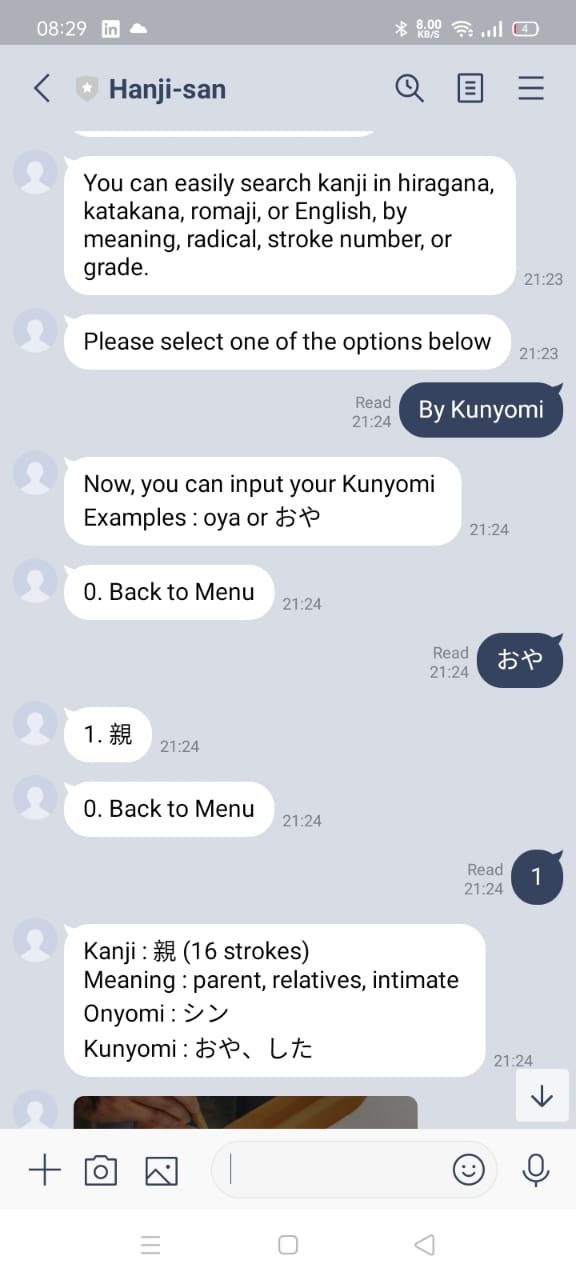 08:29
in
8.00
KB/S
4
Hanji-san
You can easily search kanji in hiragana,
katakana, romaji, or English, by
meaning, radical, stroke number, or
grade.
21:23
Please select one of the options below
21:23
Read
21:24
By Kunyomi
Now, you can input your Kunyomi
Examples : oya or おや
21:24
0. Back to Menu
21:24
Read
21:24
おや
1. 親
21:24
0. Back to Menu
21:24
Read
21:24
1
Kanji : 親 (16 strokes)
Meaning : parent, relatives, intimate
Onyomi : シン
Kunyomi : おや、した
21:24